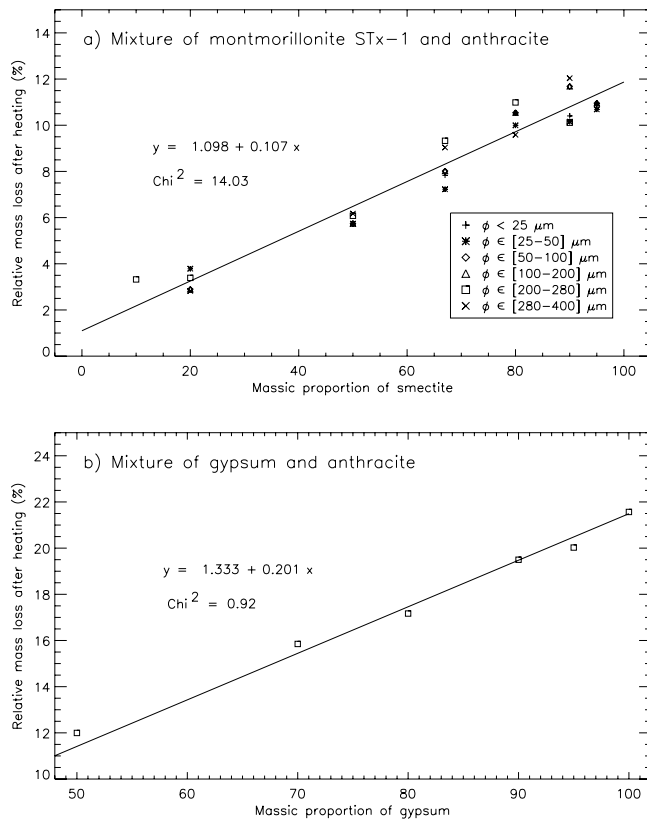 a) Mixture of montmorillonite STx−1 and anthracite
Relative mass loss after heating (%)
14
12
10
8
6
4
2
0
y = 1.098 + 0.107 x
Chi² = 14.03
ϕ < 25 μm
ϕ ∈ [25−50] μm
ϕ ∈ [50−100] μm
ϕ ∈ [100−200] μm
ϕ ∈ [200−280] μm
ϕ ∈ [280−400] μm
0 20 40 60 80 100
Massic proportion of smectite
b) Mixture of gypsum and anthracite
Relative mass loss after heating (%)
24
22
20
18
16
14
12
10
y = 1.333 + 0.201 x
Chi² = 0.92
50 60 70 80 90 100
Massic proportion of gypsum